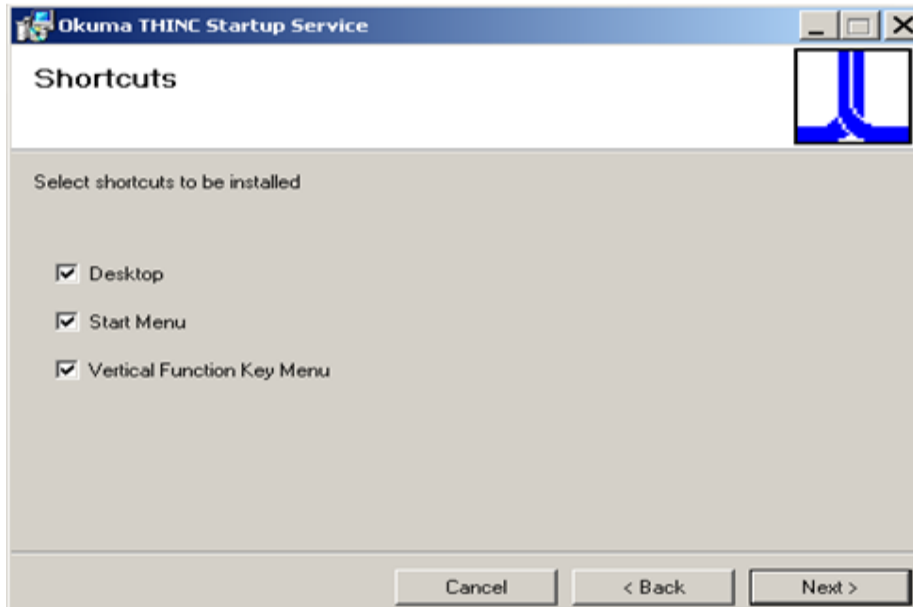 Okuma THINC Startup Service
Shortcuts
Select shortcuts to be installed
Desktop
Start Menu
Vertical Function Key Menu
Cancel
< Back
Next >